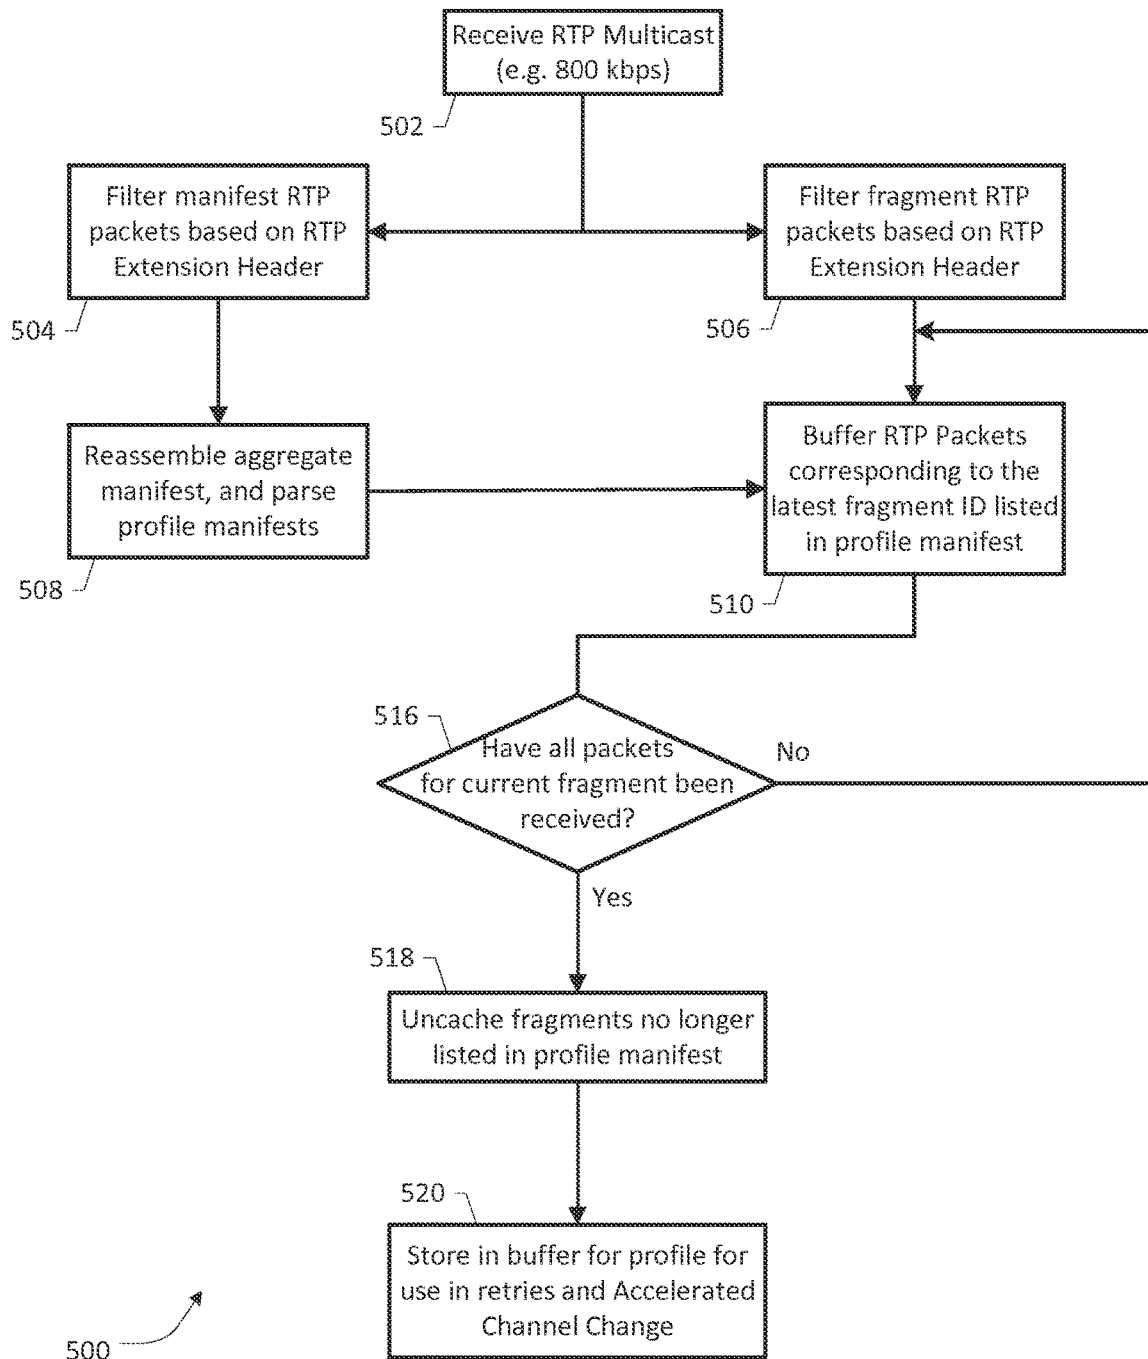 Receive RTP Multicast
(e.g. 800 kbps)
502
Filter manifest RTP
packets based on RTP
Extension Header
504
Filter fragment RTP
packets based on RTP
Extension Header
506
Reassemble aggregate
manifest, and parse
profile manifests
508
Buffer RTP Packets
corresponding to the
latest fragment ID listed
in profile manifest
510
516
Have all packets
for current fragment been
received?
No
Yes
518
Uncache fragments no longer
listed in profile manifest
520
Store in buffer for profile for
use in retries and Accelerated
Channel Change
500